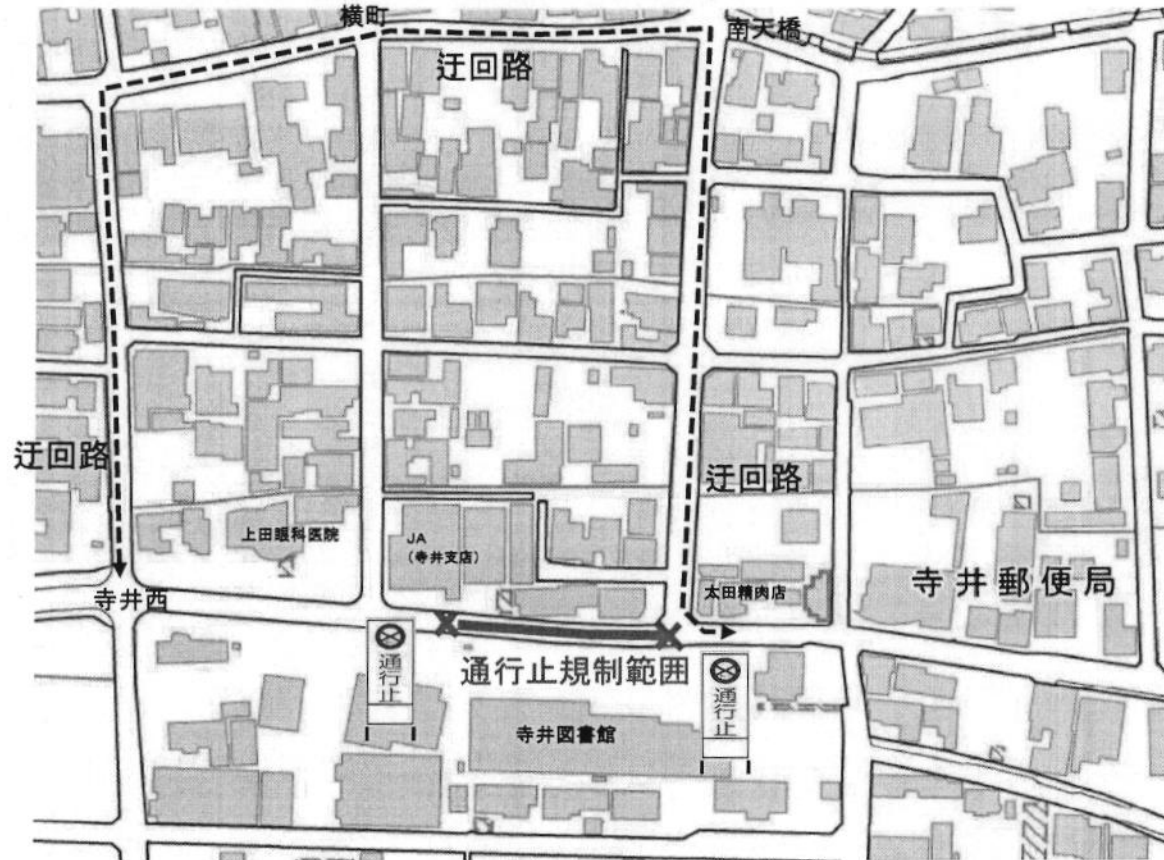 横町
南天橋
迂回路
迂回路
迂回路
上田眼科医院
JA
(寺井支店)
寺井西
太田精肉店
寺井郵便局
通行止
通行止規制範囲
通行止
寺井図書館